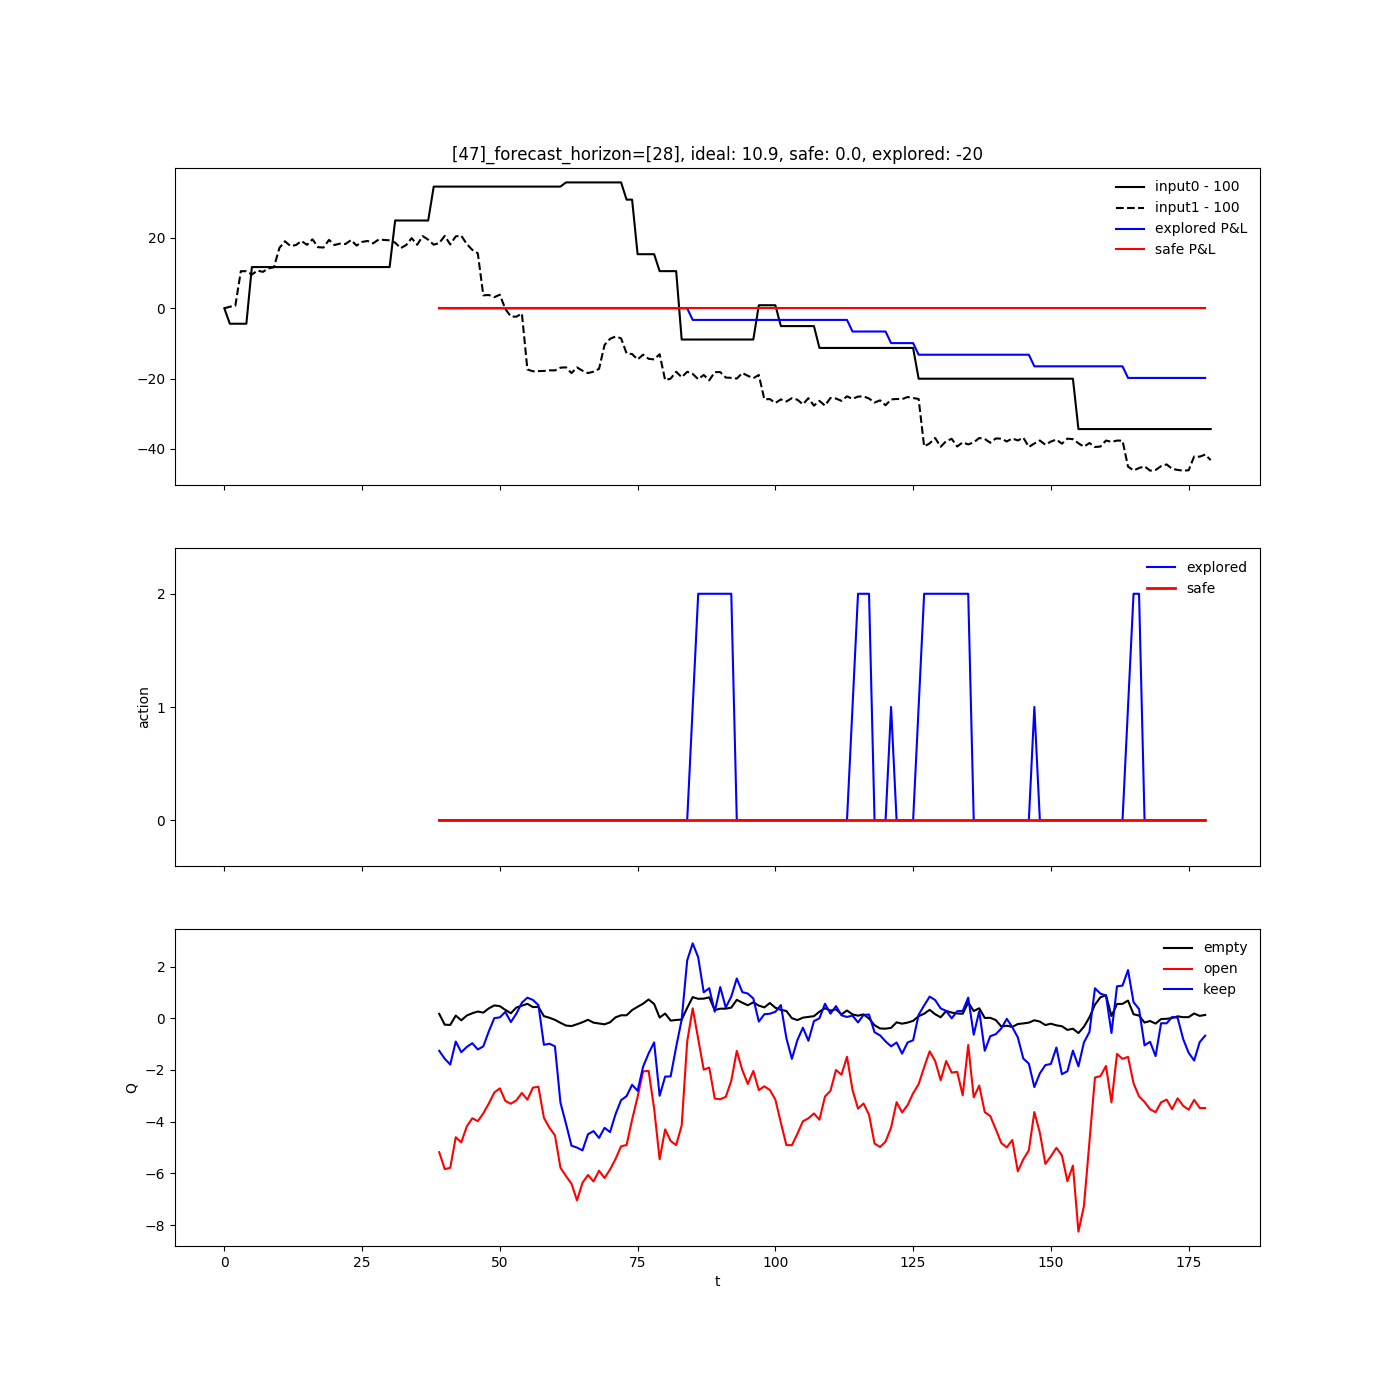 [47]_forecast_horizon=[28], ideal: 10.9, safe: 0.0, explored: -20
input0 - 100
input1 - 100
explored P&L
safe P&L
20
0
−20
−40
explored
safe
2
1
0
action
empty
open
keep
2
0
−2
−4
−6
−8
Q
0 25 50 75 100 125 150 175
t